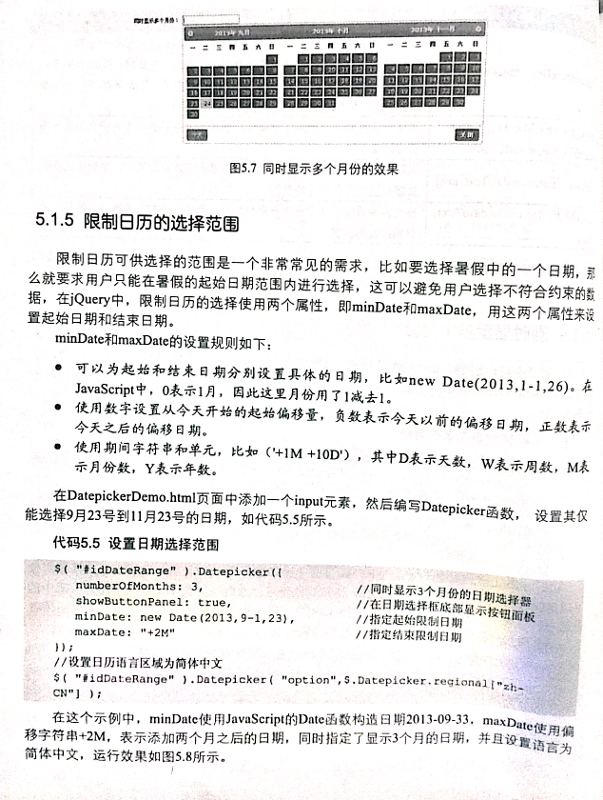 同时显示多个月份：
2013年 九月 2013年 十月 2013年 十一月
一 二 三 四 五 六 日 一 二 三 四 五 六 日 一 二 三 四 五 六 日
关闭
图5.7 同时显示多个月份的效果
5.1.5 限制日历的选择范围
限制日历可供选择的范围是一个非常常见的需求，比如要选择暑假中的一个日期，那
么就要求用户只能在暑假的起始日期范围内进行选择，这可以避免用户选择不符合约束的数
据，在jQuery中，限制日历的选择使用两个属性，即minDate和maxDate，用这两个属性来设
置起始日期和结束日期。
minDate和maxDate的设置规则如下：
● 可以为起始和结束日期分别设置具体的日期，比如new Date(2013,1-1,26)。在
JavaScript中，0表示1月，因此这里月份用了1减去1。
● 使用数字设置从今天开始的起始偏移量，负数表示今天以前的偏移日期，正数表示
今天之后的偏移日期。
● 使用期间字符串和单元，比如（'+1M +10D'），其中D表示天数，W表示周数，M表
示月份数，Y表示年数。
在DatepickerDemo.html页面中添加一个input元素，然后编写Datepicker函数， 设置其仅
能选择9月23号到11月23号的日期，如代码5.5所示。
代码5.5 设置日期选择范围
$( "#idDateRange" ).Datepicker({
numberOfMonths: 3, //同时显示3个月份的日期选择器
showButtonPanel: true, //在日期选择框底部显示按钮面板
minDate: new Date(2013,9-1,23), //指定起始限制日期
maxDate: "+2M" //指定结束限制日期
});
//设置日历语言区域为简体中文
$( "#idDateRange" ).Datepicker( "option",$.Datepicker.regional["zh-
CN"] );
在这个示例中，minDate使用JavaScript的Date函数构造日期2013-09-33，maxDate使用偏
移字符串+2M，表示添加两个月之后的日期，同时指定了显示3个月的日期，并且设置语言为
简体中文，运行效果如图5.8所示。